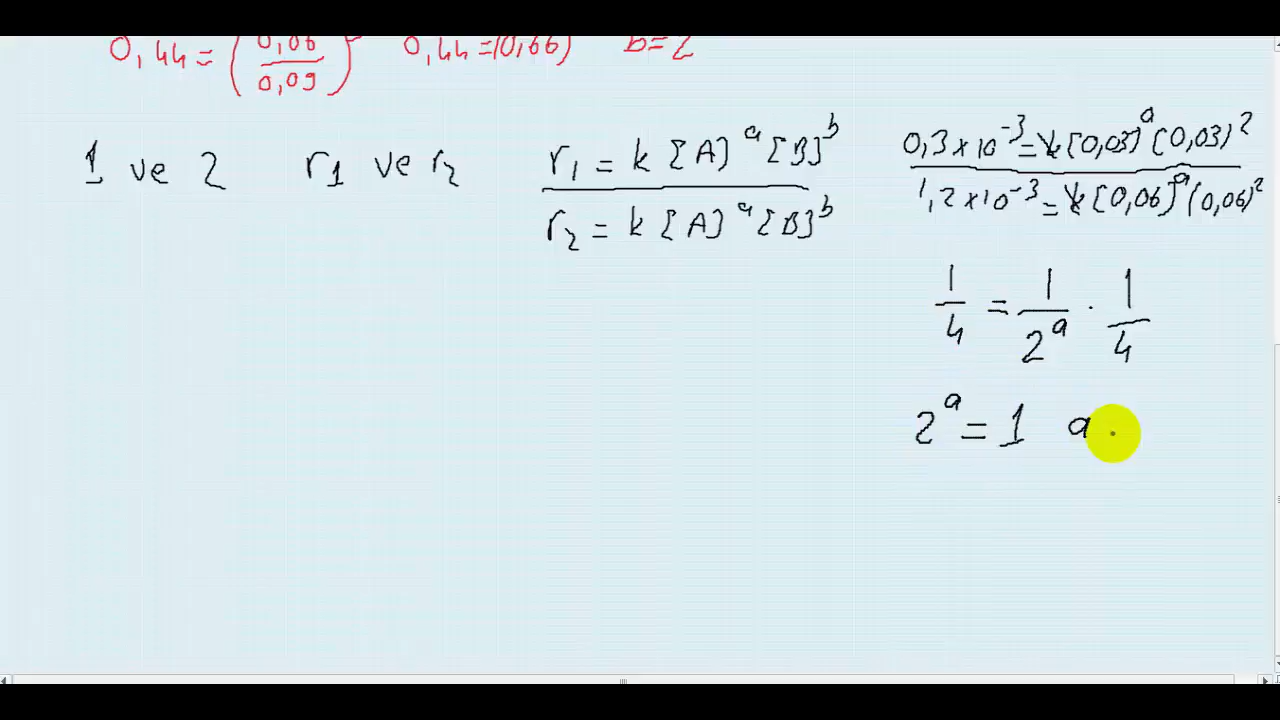 0,44 = (0,06/0,09) 0,44 = (0,66) b=2
1 ve 2 r₁ ve r₂ r₁ = k [A]ᵃ [B]ᵇ 0,3 x 10⁻³ = k [0,03]ᵃ (0,03)²
r₂ = k [A]ᵃ [B]ᵇ 1,2 x 10⁻³ = k [0,06]ᵃ (0,06)²
1/4 = 1/2ᵃ · 1/4
2ᵃ = 1 a